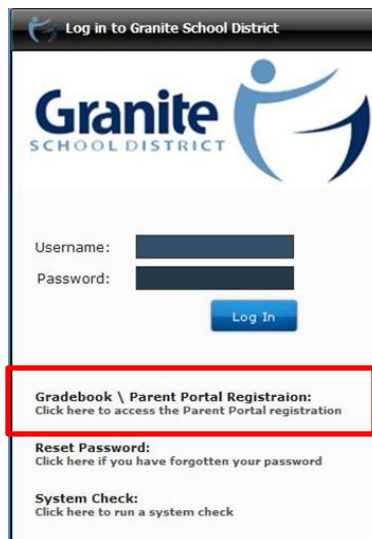 Log in to Granite School District
Granite
SCHOOL DISTRICT
Username:
Password:
Log In
Gradebook \ Parent Portal Registraion:
Click here to access the Parent Portal registration
Reset Password:
Click here if you have forgotten your password
System Check:
Click here to run a system check